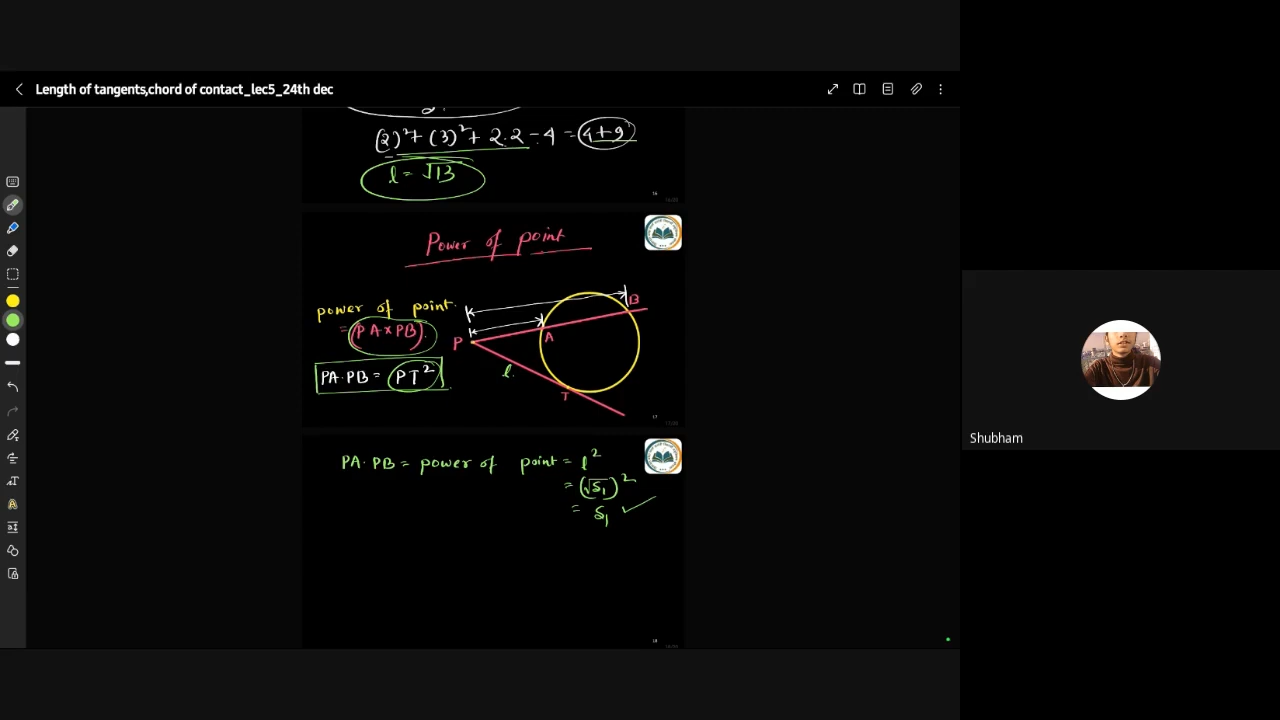 Length of tangents,chord of contact_lec5_24th dec
(2)² + (3)² + 2.2 - 4 = 4+9
l = √13
Power of point
power of point
= (PA × PB)
PA.PB = PT²
P
A
B
l
T
17
PA.PB = power of point = l²
= (√S₁)²
= S₁ ✓
Shubham